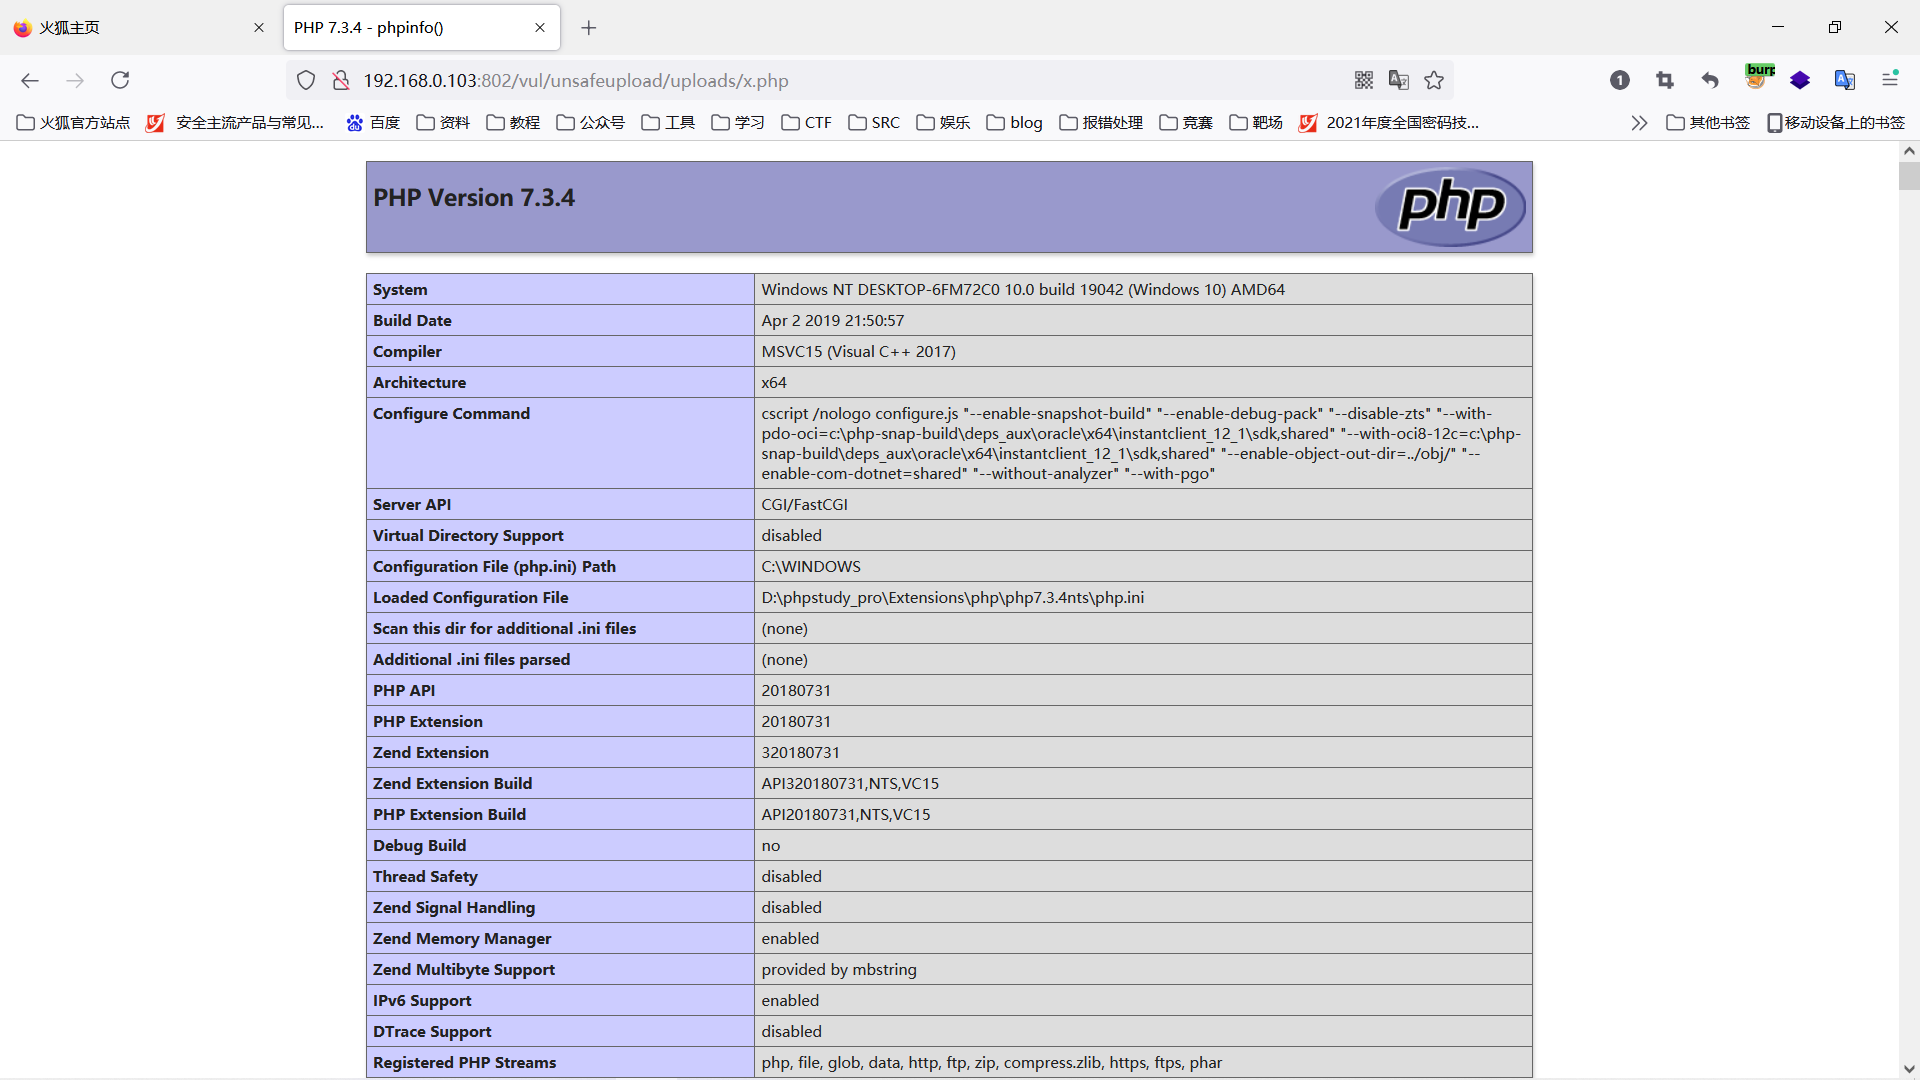 火狐主页
PHP 7.3.4 - phpinfo()
192.168.0.103:802/vul/unsafeupload/uploads/x.php
1
burp
火狐官方站点
安全主流产品与常见...
百度
资料
教程
公众号
工具
学习
CTF
SRC
娱乐
blog
报错处理
竞赛
靶场
2021年度全国密码技...
其他书签
移动设备上的书签
PHP Version 7.3.4
php
System Windows NT DESKTOP-6FM72C0 10.0 build 19042 (Windows 10) AMD64
Build Date Apr 2 2019 21:50:57
Compiler MSVC15 (Visual C++ 2017)
Architecture x64
Configure Command cscript /nologo configure.js "--enable-snapshot-build" "--enable-debug-pack" "--disable-zts" "--with-
pdo-oci=c:\php-snap-build\deps_aux\oracle\x64\instantclient_12_1\sdk,shared" "--with-oci8-12c=c:\php-
snap-build\deps_aux\oracle\x64\instantclient_12_1\sdk,shared" "--enable-object-out-dir=../obj/" "--
enable-com-dotnet=shared" "--without-analyzer" "--with-pgo"
Server API CGI/FastCGI
Virtual Directory Support disabled
Configuration File (php.ini) Path C:\WINDOWS
Loaded Configuration File D:\phpstudy_pro\Extensions\php\php7.3.4nts\php.ini
Scan this dir for additional .ini files (none)
Additional .ini files parsed (none)
PHP API 20180731
PHP Extension 20180731
Zend Extension 320180731
Zend Extension Build API320180731,NTS,VC15
PHP Extension Build API20180731,NTS,VC15
Debug Build no
Thread Safety disabled
Zend Signal Handling disabled
Zend Memory Manager enabled
Zend Multibyte Support provided by mbstring
IPv6 Support enabled
DTrace Support disabled
Registered PHP Streams php, file, glob, data, http, ftp, zip, compress.zlib, https, ftps, phar